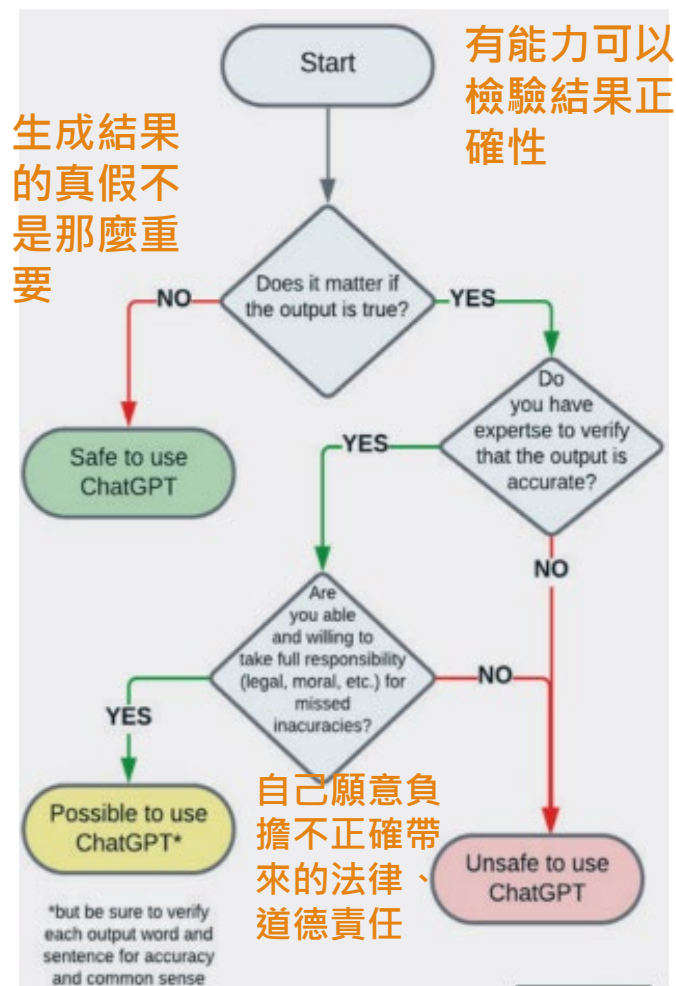 Start
有能力可以
檢驗結果正
確性
生成結果
的真假不
是那麼重
要
Does it matter if
the output is true?
NO
YES
Safe to use
ChatGPT
Do
you have
expertse to verify
that the output is
accurate?
YES
NO
Are
you able
and willing to
take full responsibility
(legal, moral, etc.) for
missed
inacuracies?
YES
NO
Possible to use
ChatGPT*
自己願意負
擔不正確帶
來的法律、
道德責任
Unsafe to use
ChatGPT
*but be sure to verify
each output word and
sentence for accuracy
and common sense